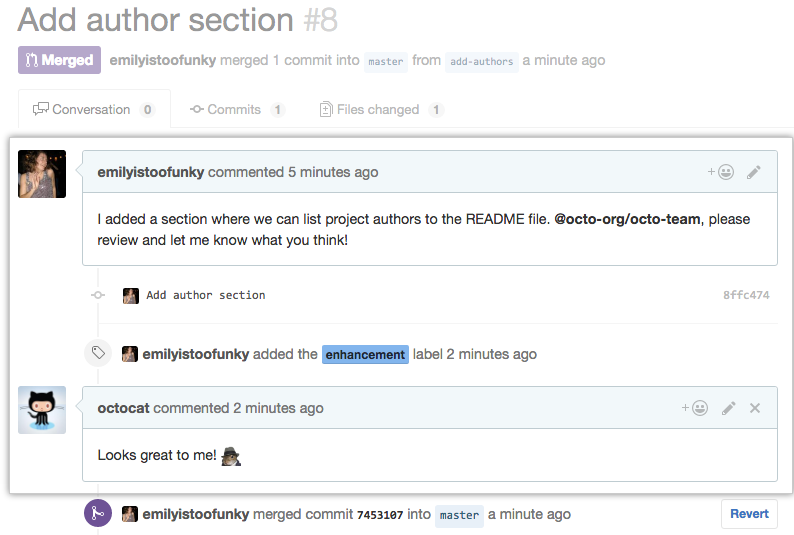 Add author section #8
Merged emilyistoofunky merged 1 commit into master from add-authors a minute ago
Conversation 0 Commits 1 Files changed 1
emilyistoofunky commented 5 minutes ago
I added a section where we can list project authors to the README file. @octo-org/octo-team, please
review and let me know what you think!
Add author section 8ffc474
emilyistoofunky added the enhancement label 2 minutes ago
octocat commented 2 minutes ago
Looks great to me!
emilyistoofunky merged commit 7453107 into master a minute ago Revert